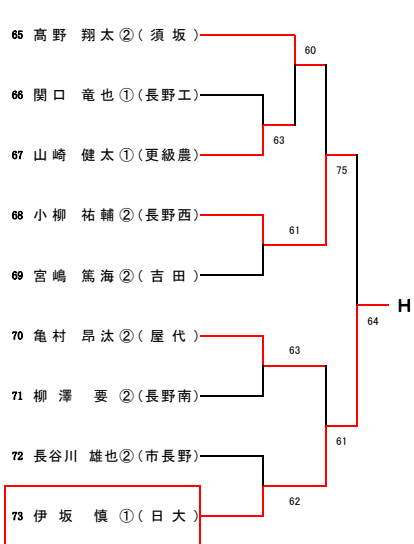 65 髙野 翔太②(須坂)
60
66 関口 竜也①(長野工)
63
67 山崎 健太①(更級農)
75
68 小柳 祐輔②(長野西)
61
69 宮嶋 篤海②(吉田)
H
64
70 亀村 昂汰②(屋代)
63
71 柳澤 要②(長野南)
61
72 長谷川 雄也②(市長野)
62
73 伊坂 慎①(日大)